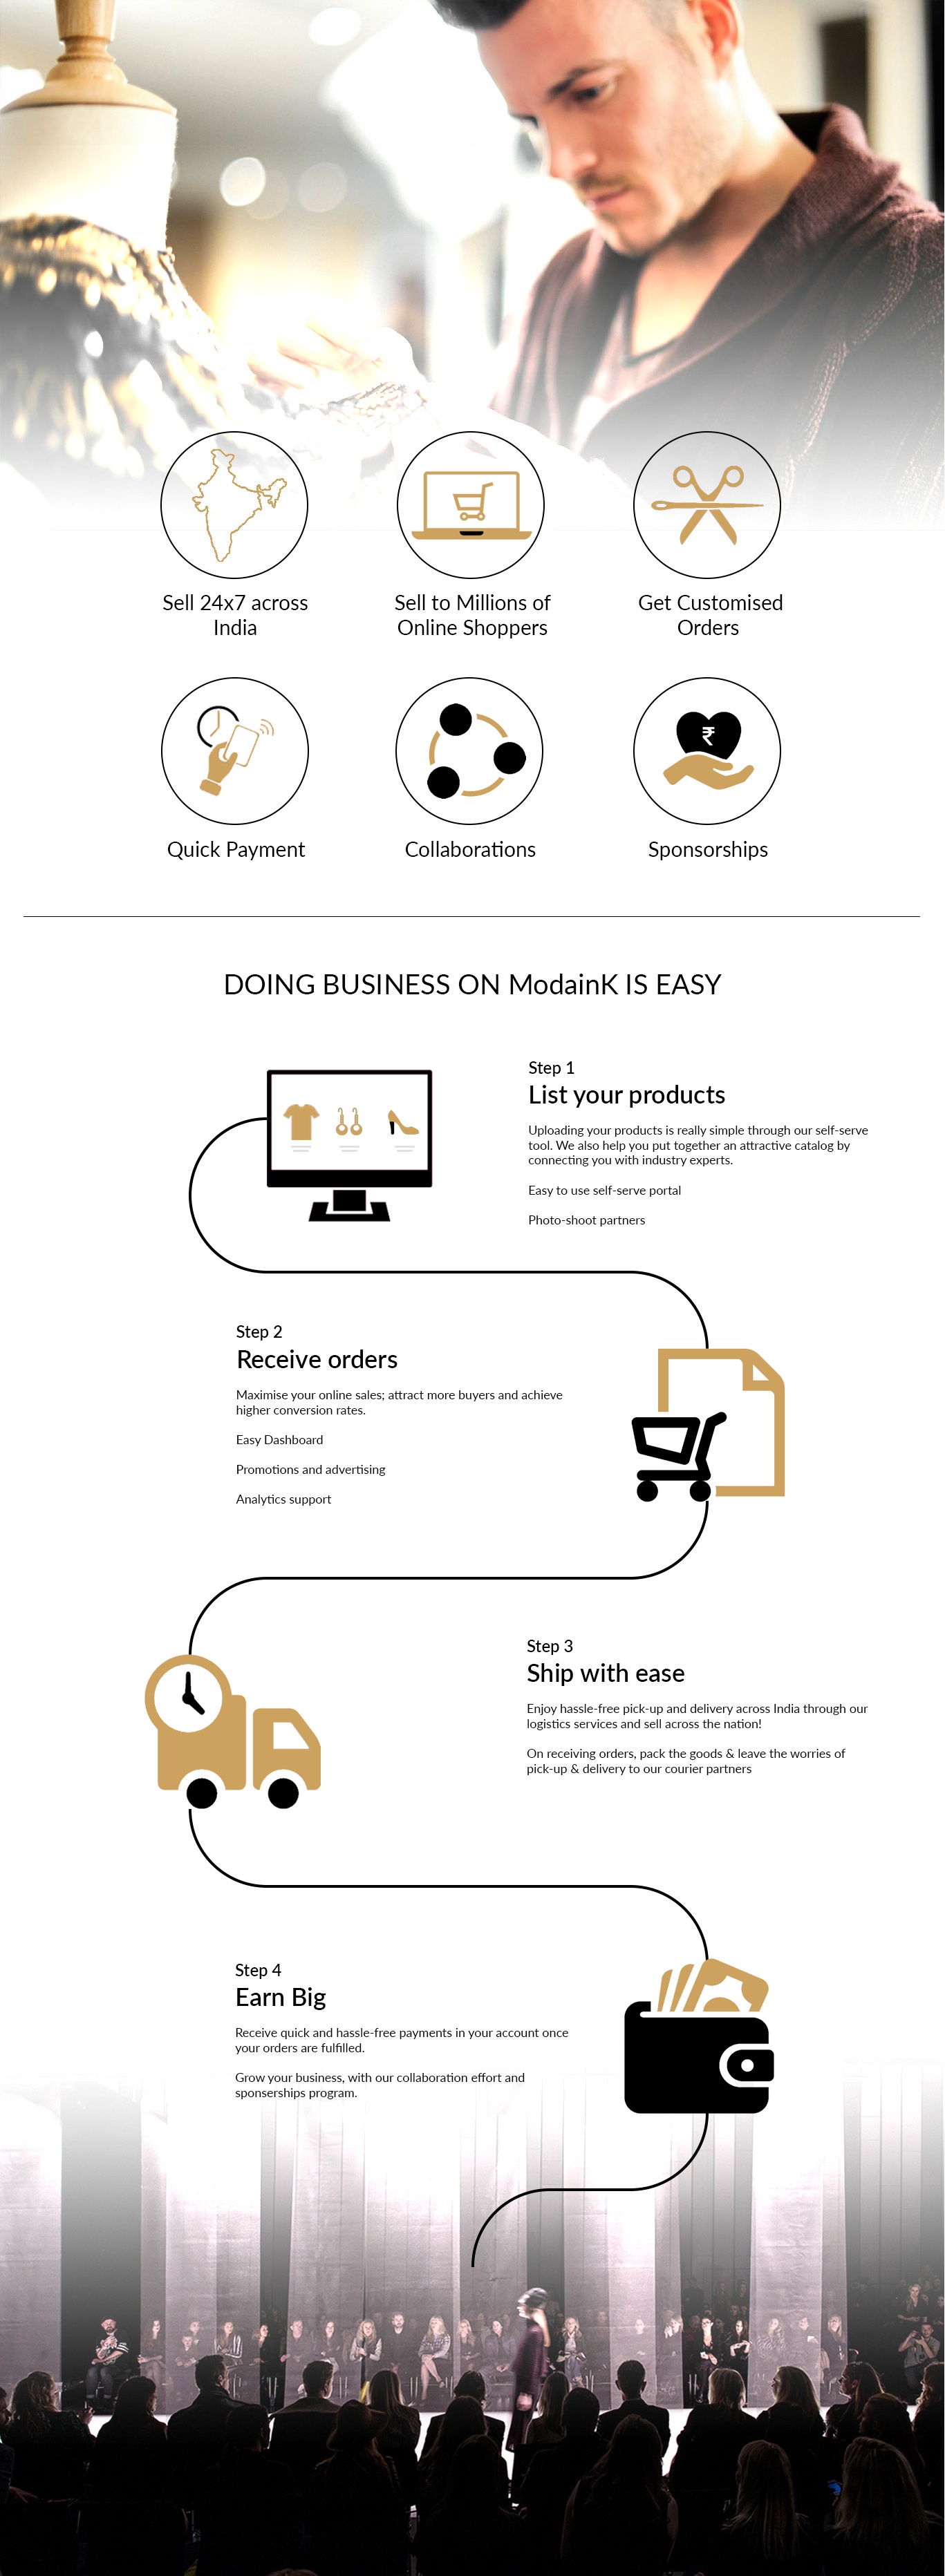 Sell 24x7 across
India
Sell to Millions of
Online Shoppers
Get Customised
Orders
₹
Quick Payment
Collaborations
Sponsorships
DOING BUSINESS ON ModainK IS EASY
Step 1
List your products
Uploading your products is really simple through our self-serve
tool. We also help you put together an attractive catalog by
connecting you with industry experts.
Easy to use self-serve portal
Photo-shoot partners
Step 2
Receive orders
Maximise your online sales; attract more buyers and achieve
higher conversion rates.
Easy Dashboard
Promotions and advertising
Analytics support
Step 3
Ship with ease
Enjoy hassle-free pick-up and delivery across India through our
logistics services and sell across the nation!
On receiving orders, pack the goods & leave the worries of
pick-up & delivery to our courier partners
Step 4
Earn Big
Receive quick and hassle-free payments in your account once
your orders are fulfilled.
Grow your business, with our collaboration effort and
sponserships program.